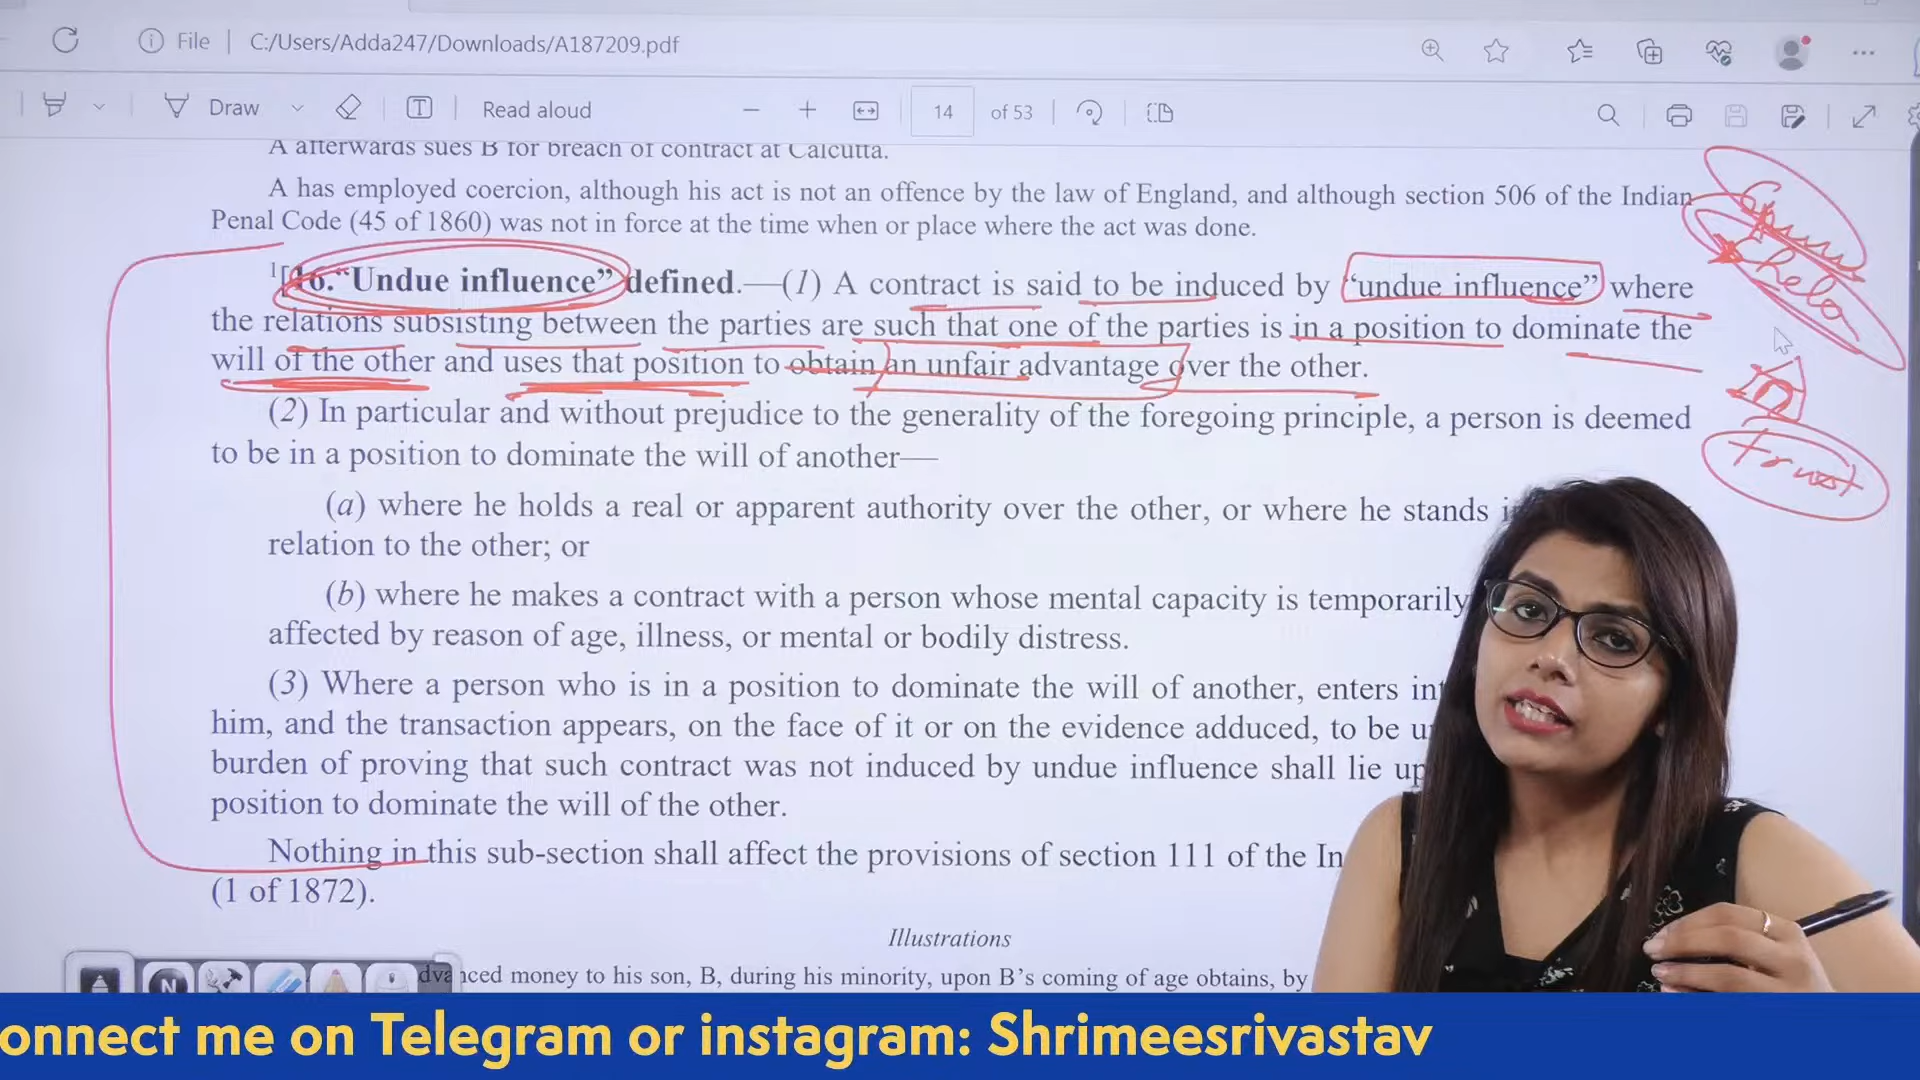 File
C:/Users/Adda247/Downloads/A187209.pdf
Draw
Read aloud
14 of 53
A afterwards sues B for breach of contract at Calcutta.
A has employed coercion, although his act is not an offence by the law of England, and although section 506 of the Indian
Penal Code (45 of 1860) was not in force at the time when or place where the act was done.
1[16.“Undue influence” defined.—(1) A contract is said to be induced by “undue influence” where
the relations subsisting between the parties are such that one of the parties is in a position to dominate the
will of the other and uses that position to obtain an unfair advantage over the other.
(2) In particular and without prejudice to the generality of the foregoing principle, a person is deemed
to be in a position to dominate the will of another—
(a) where he holds a real or apparent authority over the other, or where he stands
relation to the other; or
(b) where he makes a contract with a person whose mental capacity is temporarily
affected by reason of age, illness, or mental or bodily distress.
(3) Where a person who is in a position to dominate the will of another, enters
him, and the transaction appears, on the face of it or on the evidence adduced, to be
burden of proving that such contract was not induced by undue influence shall lie
position to dominate the will of the other.
Nothing in this sub-section shall affect the provisions of section 111 of the
(1 of 1872).
Illustrations
money to his son, B, during his minority, upon B’s coming of age obtains, by
chela
trust
onnect me on Telegram or instagram: Shrimeesrivastav